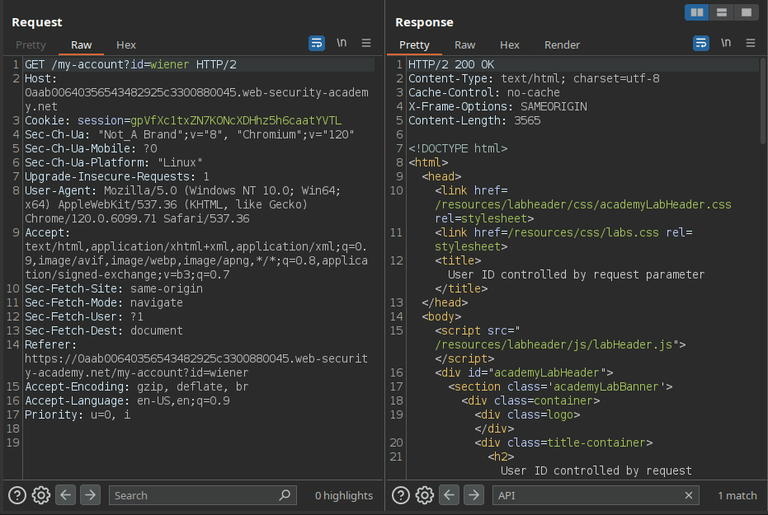 Request
Pretty Raw Hex \n
1 GET /my-account?id=wiener HTTP/2
2 Host:
0aab00640356543482925c3300880045.web-security-academ
y.net
3 Cookie: session=gpVfXc1txZN7KONcXDHhz5h6caatYVTL
4 Sec-Ch-Ua: "Not_A Brand";v="8", "Chromium";v="120"
5 Sec-Ch-Ua-Mobile: ?0
6 Sec-Ch-Ua-Platform: "Linux"
7 Upgrade-Insecure-Requests: 1
8 User-Agent: Mozilla/5.0 (Windows NT 10.0; Win64;
x64) AppleWebKit/537.36 (KHTML, like Gecko)
Chrome/120.0.6099.71 Safari/537.36
9 Accept:
text/html,application/xhtml+xml,application/xml;q=0.
9,image/avif,image/webp,image/apng,*/*;q=0.8,applica
tion/signed-exchange;v=b3;q=0.7
10 Sec-Fetch-Site: same-origin
11 Sec-Fetch-Mode: navigate
12 Sec-Fetch-User: ?1
13 Sec-Fetch-Dest: document
14 Referer:
https://0aab00640356543482925c3300880045.web-securit
y-academy.net/my-account?id=wiener
15 Accept-Encoding: gzip, deflate, br
16 Accept-Language: en-US,en;q=0.9
17 Priority: u=0, i
18
19
Search
0 highlights
Response
Pretty Raw Hex Render \n
1 HTTP/2 200 OK
2 Content-Type: text/html; charset=utf-8
3 Cache-Control: no-cache
4 X-Frame-Options: SAMEORIGIN
5 Content-Length: 3565
6
7 <!DOCTYPE html>
8 <html>
9 <head>
10 <link href=
/resources/labheader/css/academyLabHeader.css
rel=stylesheet>
11 <link href=/resources/css/labs.css rel=
stylesheet>
12 <title>
User ID controlled by request parameter
</title>
13 </head>
14 <body>
15 <script src="
/resources/labheader/js/labHeader.js">
</script>
16 <div id="academyLabHeader">
17 <section class='academyLabBanner'>
18 <div class=container>
19 <div class=logo>
</div>
20 <div class=title-container>
21 <h2>
User ID controlled by request
API
1 match